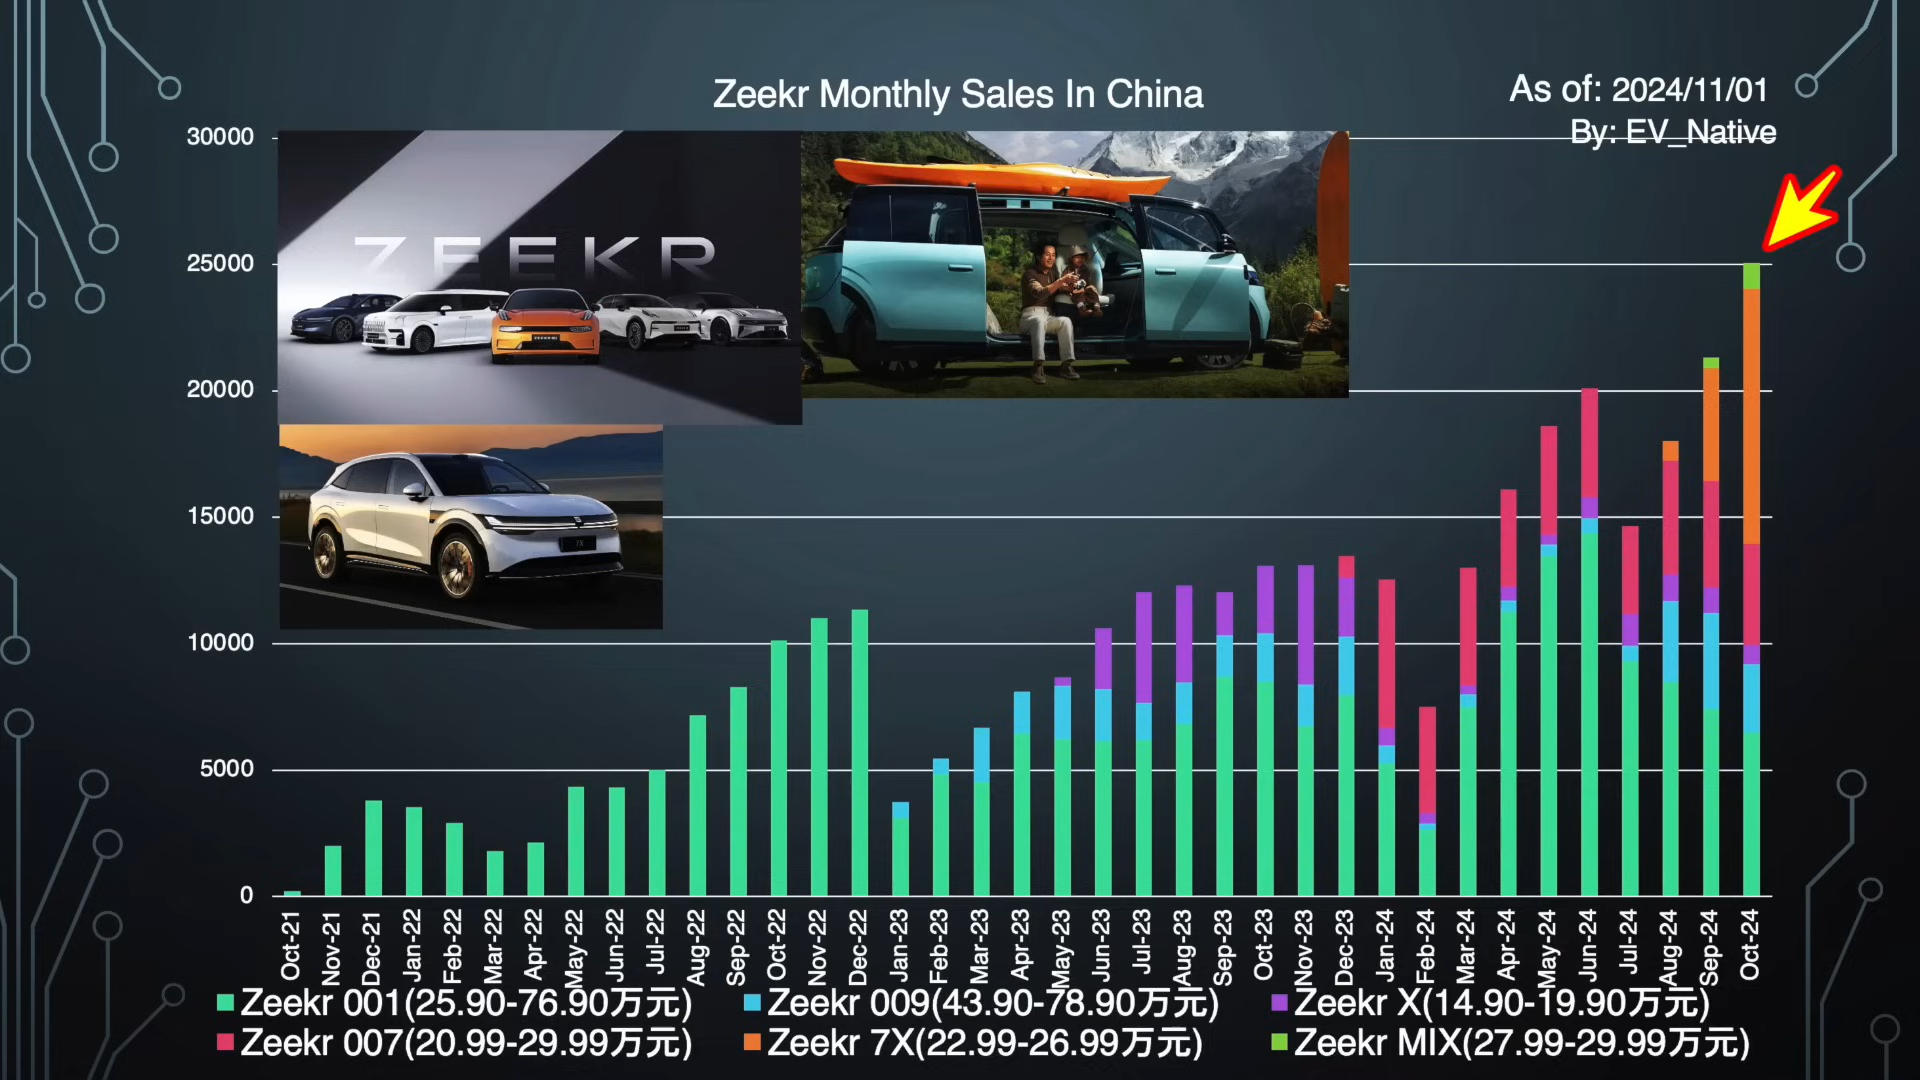 Zeekr Monthly Sales In China
As of: 2024/11/01
By: EV_Native
30000
25000
20000
15000
10000
5000
0
ZEEKR
7X
Oct-21
Nov-21
Dec-21
Jan-22
Feb-22
Mar-22
Apr-22
May-22
Jun-22
Jul-22
Aug-22
Sep-22
Oct-22
Nov-22
Dec-22
Jan-23
Feb-23
Mar-23
Apr-23
May-23
Jun-23
Jul-23
Aug-23
Sep-23
Oct-23
Nov-23
Dec-23
Jan-24
Feb-24
Mar-24
Apr-24
May-24
Jun-24
Jul-24
Aug-24
Sep-24
Oct-24
Zeekr 001(25.90-76.90万元)
Zeekr 009(43.90-78.90万元)
Zeekr X(14.90-19.90万元)
Zeekr 007(20.99-29.99万元)
Zeekr 7X(22.99-26.99万元)
Zeekr MIX(27.99-29.99万元)